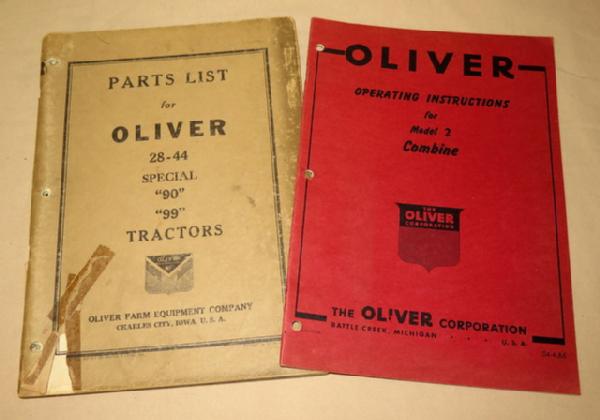 PARTS LIST
for
OLIVER
28-44
SPECIAL
"90"
"99"
TRACTORS
OLIVER
OLIVER FARM EQUIPMENT COMPANY
CHARLES CITY, IOWA, U. S. A.
OLIVER
OPERATING INSTRUCTIONS
for
Model 2
Combine
THE
OLIVER
CORPORATION
THE OLIVER CORPORATION
BATTLE CREEK, MICHIGAN . . . . U. S. A.